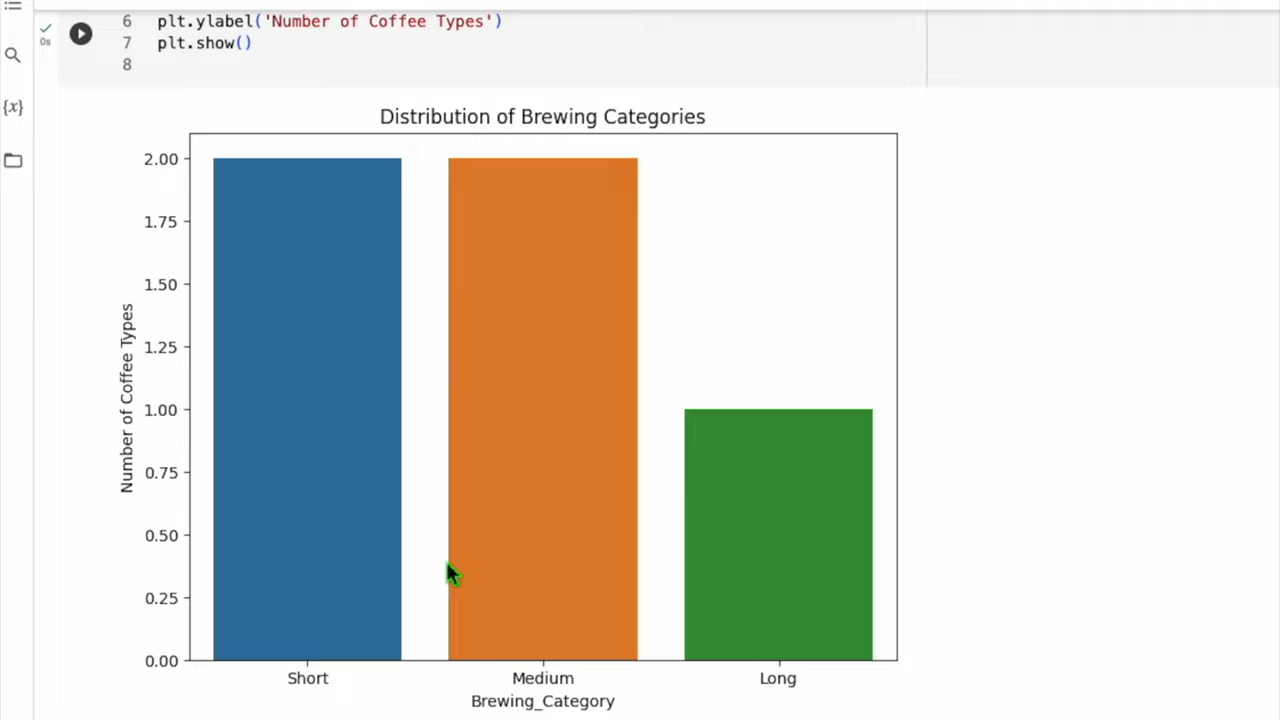 6 plt.ylabel('Number of Coffee Types')
0s
7 plt.show()
8
{x}
Distribution of Brewing Categories
2.00
1.75
1.50
1.25
1.00
0.75
0.50
0.25
0.00
Number of Coffee Types
Short Medium Long
Brewing_Category